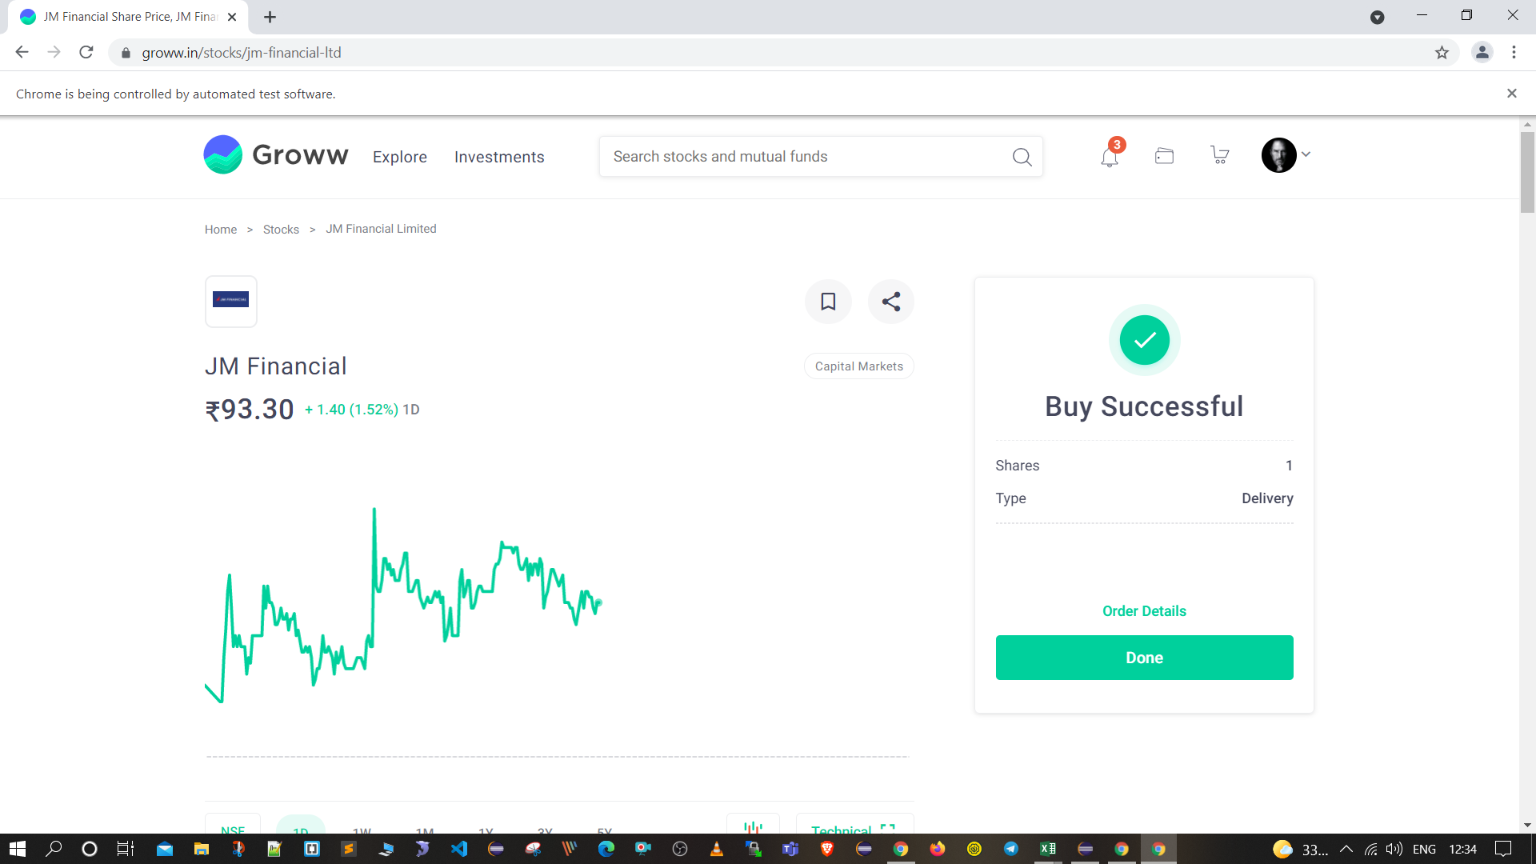 JM Financial Share Price, JM Fina
groww.in/stocks/jm-financial-ltd
Chrome is being controlled by automated test software.
Groww
Explore
Investments
Search stocks and mutual funds
3
Home > Stocks > JM Financial Limited
JM FINANCIAL
JM Financial
Capital Markets
₹93.30 + 1.40 (1.52%) 1D
Buy Successful
Shares 1
Type Delivery
Order Details
Done
NSE 1D 1W 1M 1Y 3Y 5Y Technical
33... ENG 12:34